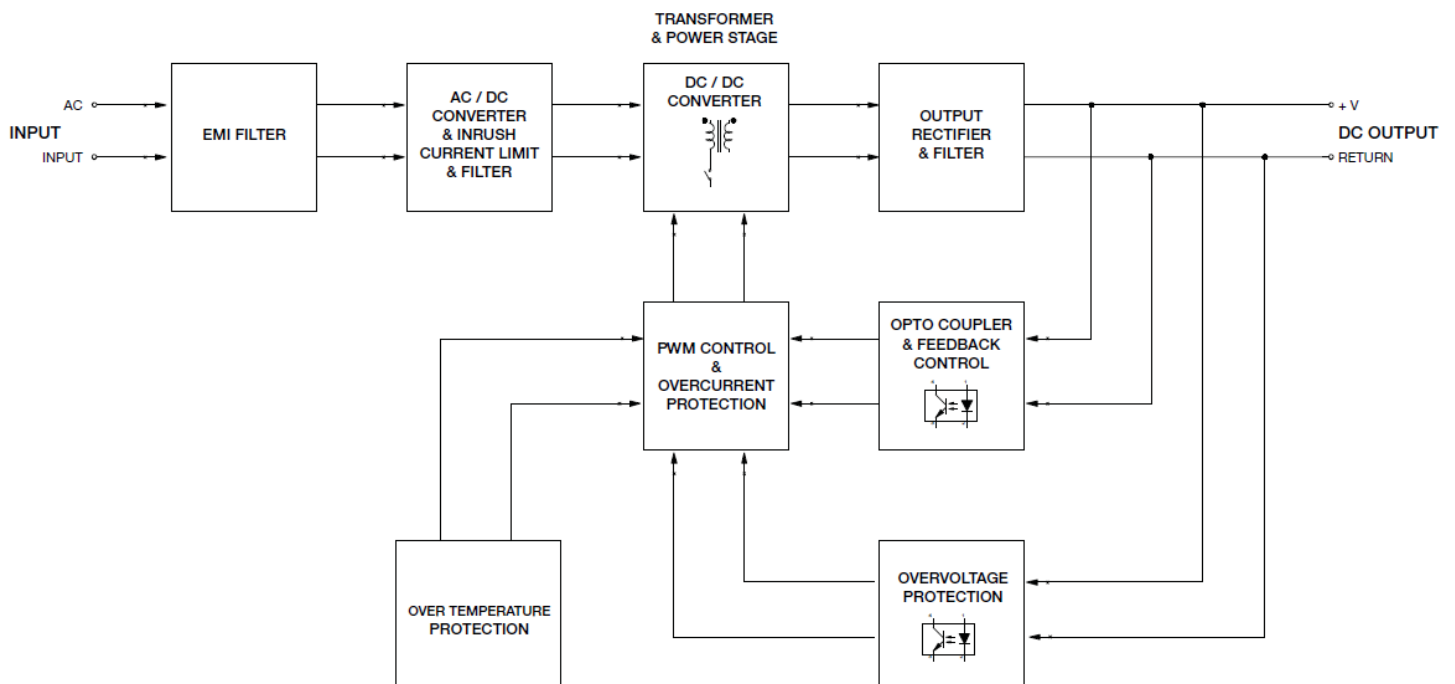 TRANSFORMER
& POWER STAGE
AC
INPUT
INPUT
EMI FILTER
AC / DC
CONVERTER
& INRUSH
CURRENT LIMIT
& FILTER
DC / DC
CONVERTER
OUTPUT
RECTIFIER
& FILTER
+ V
DC OUTPUT
RETURN
PWM CONTROL
&
OVERCURRENT
PROTECTION
OPTO COUPLER
& FEEDBACK
CONTROL
OVER TEMPERATURE
PROTECTION
OVERVOLTAGE
PROTECTION